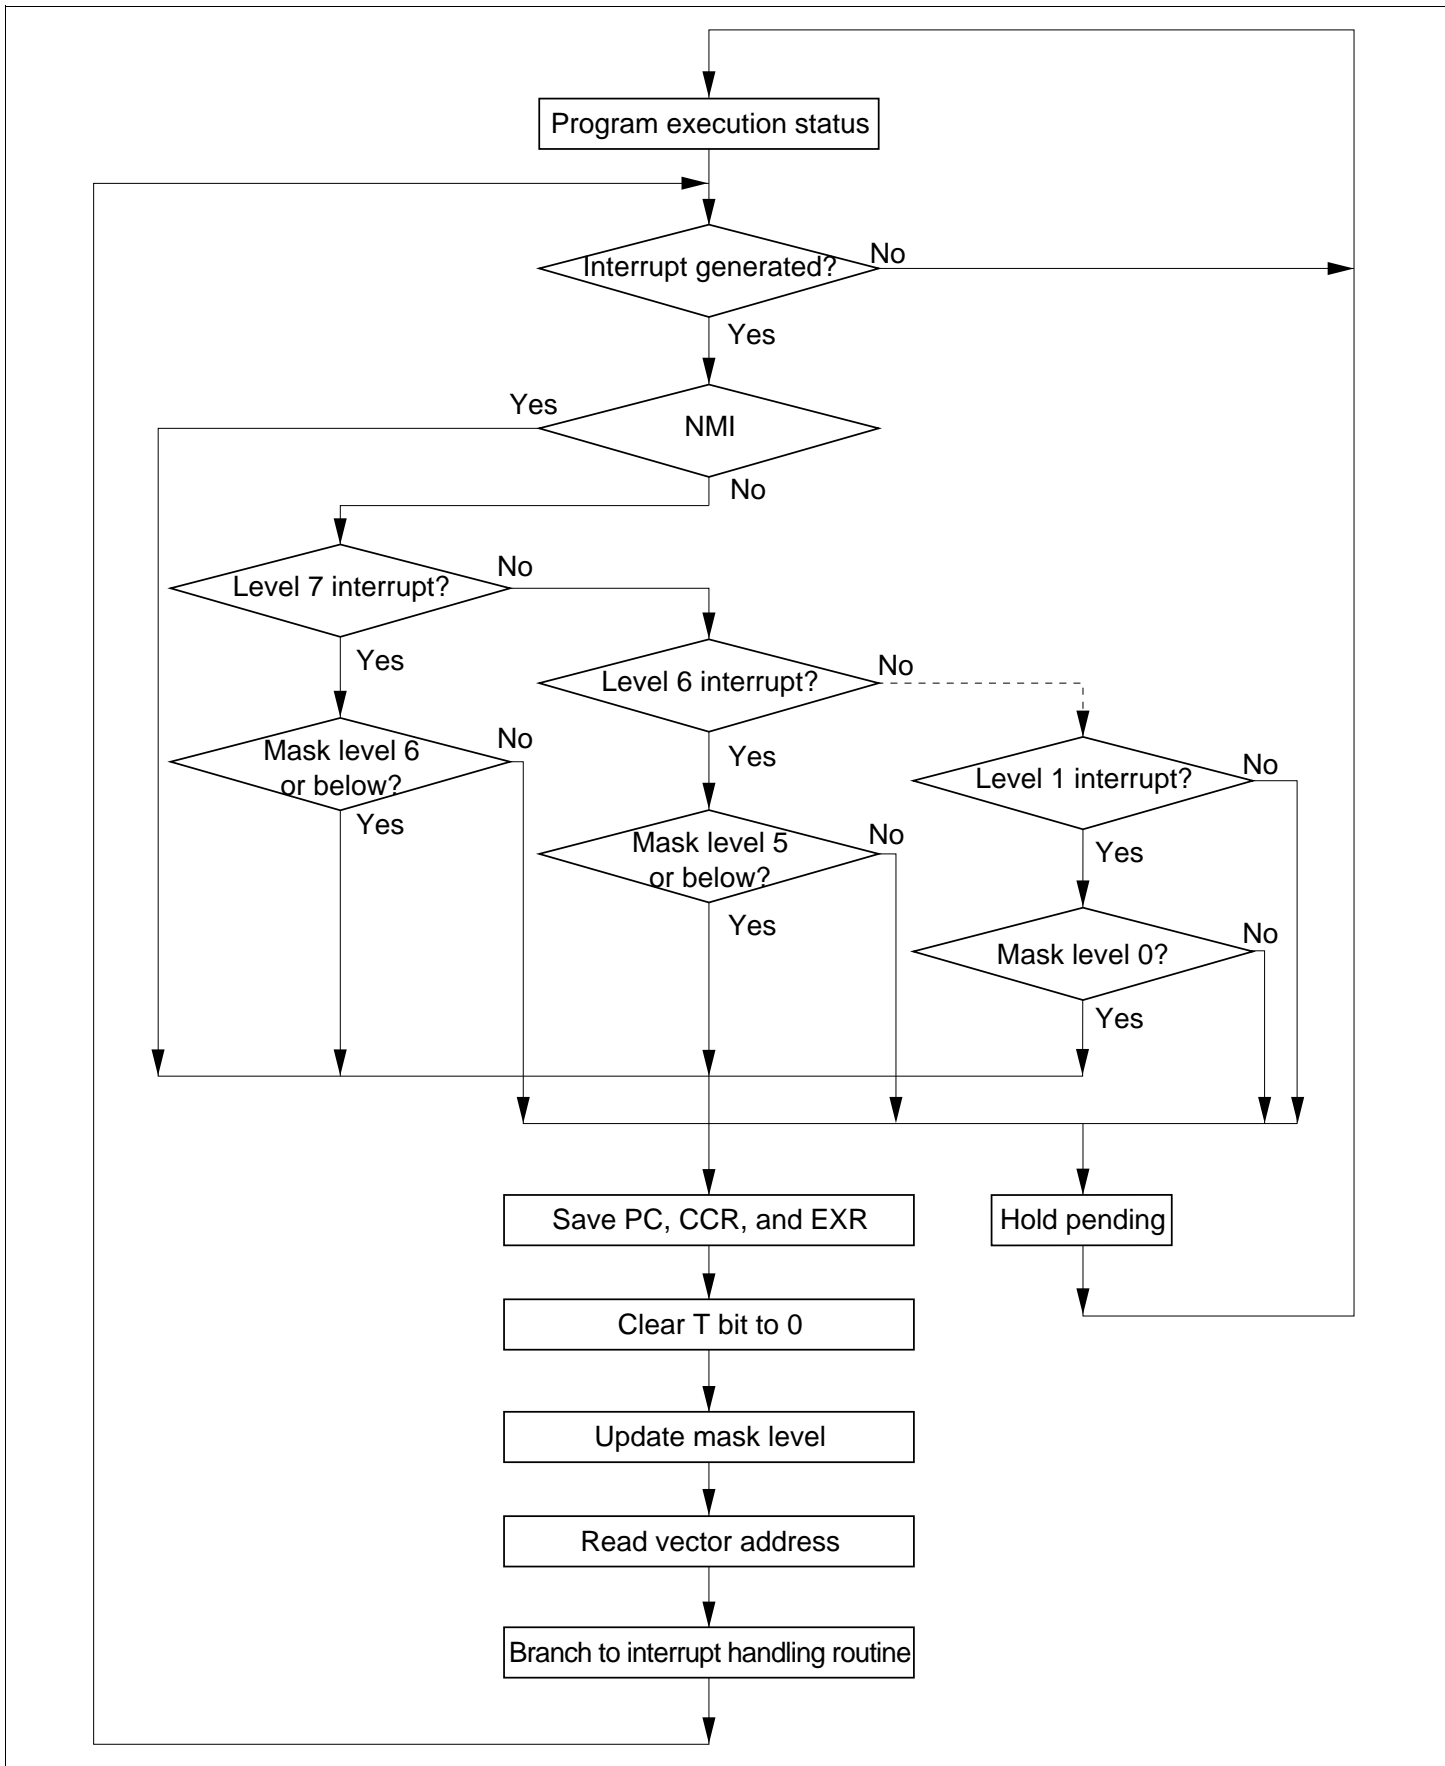 Program execution status
Interrupt generated?
No
Yes
Yes
NMI
No
Level 7 interrupt?
No
Yes
Level 6 interrupt?
No
Mask level 6
or below?
No
Yes
Yes
Level 1 interrupt?
No
Mask level 5
or below?
No
Yes
Yes
Mask level 0?
No
Yes
Save PC, CCR, and EXR
Hold pending
Clear T bit to 0
Update mask level
Read vector address
Branch to interrupt handling routine